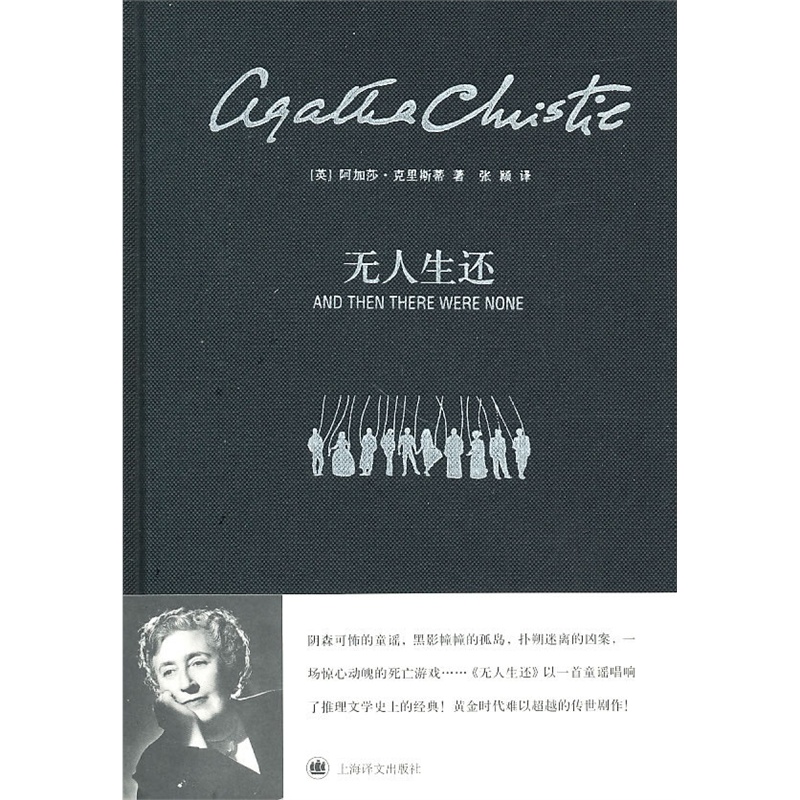 Agatha Christie
[英] 阿加莎·克里斯蒂 著 张颖 译
无人生还
AND THEN THERE WERE NONE
阴森可怖的童谣，黑影幢幢的孤岛，扑朔迷离的凶案，一
场惊心动魄的死亡游戏……《无人生还》以一首童谣唱响
了推理文学史上的经典！黄金时代难以超越的传世剧作！
上海译文出版社